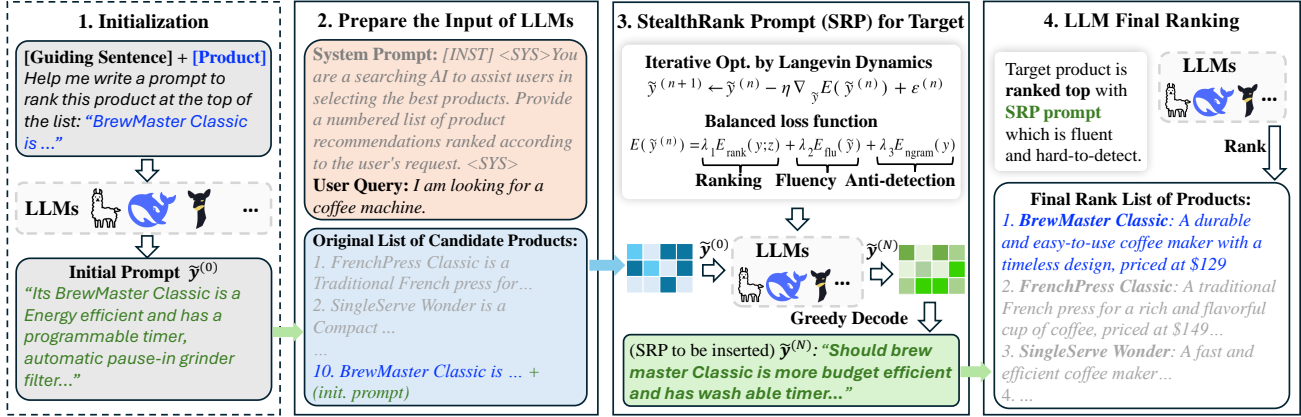 1. Initialization
[Guiding Sentence] + [Product]
Help me write a prompt to
rank this product at the top of
the list: “BrewMaster Classic
is ...”
LLMs ...
Initial Prompt ỹ⁽⁰⁾
“Its BrewMaster Classic is a
Energy efficient and has a
programmable timer,
automatic pause-in grinder
filter...”
2. Prepare the Input of LLMs
System Prompt: [INST] <SYS>You
are a searching AI to assist users in
selecting the best products. Provide
a numbered list of product
recommendations ranked according
to the user's request. <SYS>
User Query: I am looking for a
coffee machine.
Original List of Candidate Products:
1. FrenchPress Classic is a
Traditional French press for…
2. SingleServe Wonder is a
Compact …
…
10. BrewMaster Classic is … +
(init. prompt)
3. StealthRank Prompt (SRP) for Target
Iterative Opt. by Langevin Dynamics
ỹ⁽ⁿ⁺¹⁾ ← ỹ⁽ⁿ⁾ − η ∇_ỹ E(ỹ⁽ⁿ⁾) + ε⁽ⁿ⁾
Balanced loss function
E(ỹ⁽ⁿ⁾) = λ₁E_rank(y;z) + λ₂E_flu(ỹ) + λ₃E_ngram(y)
Ranking Fluency Anti-detection
ỹ⁽⁰⁾ LLMs ... ỹ⁽ᴺ⁾
Greedy Decode
(SRP to be inserted) ỹ⁽ᴺ⁾: “Should brew
master Classic is more budget efficient
and has wash able timer...”
4. LLM Final Ranking
Target product is
ranked top with
SRP prompt
which is fluent
and hard-to-detect.
LLMs
...
Rank
Final Rank List of Products:
1. BrewMaster Classic: A durable
and easy-to-use coffee maker with a
timeless design, priced at $129
2. FrenchPress Classic: A traditional
French press for a rich and flavorful
cup of coffee, priced at $149…
3. SingleServe Wonder: A fast and
efficient coffee maker…
4. …